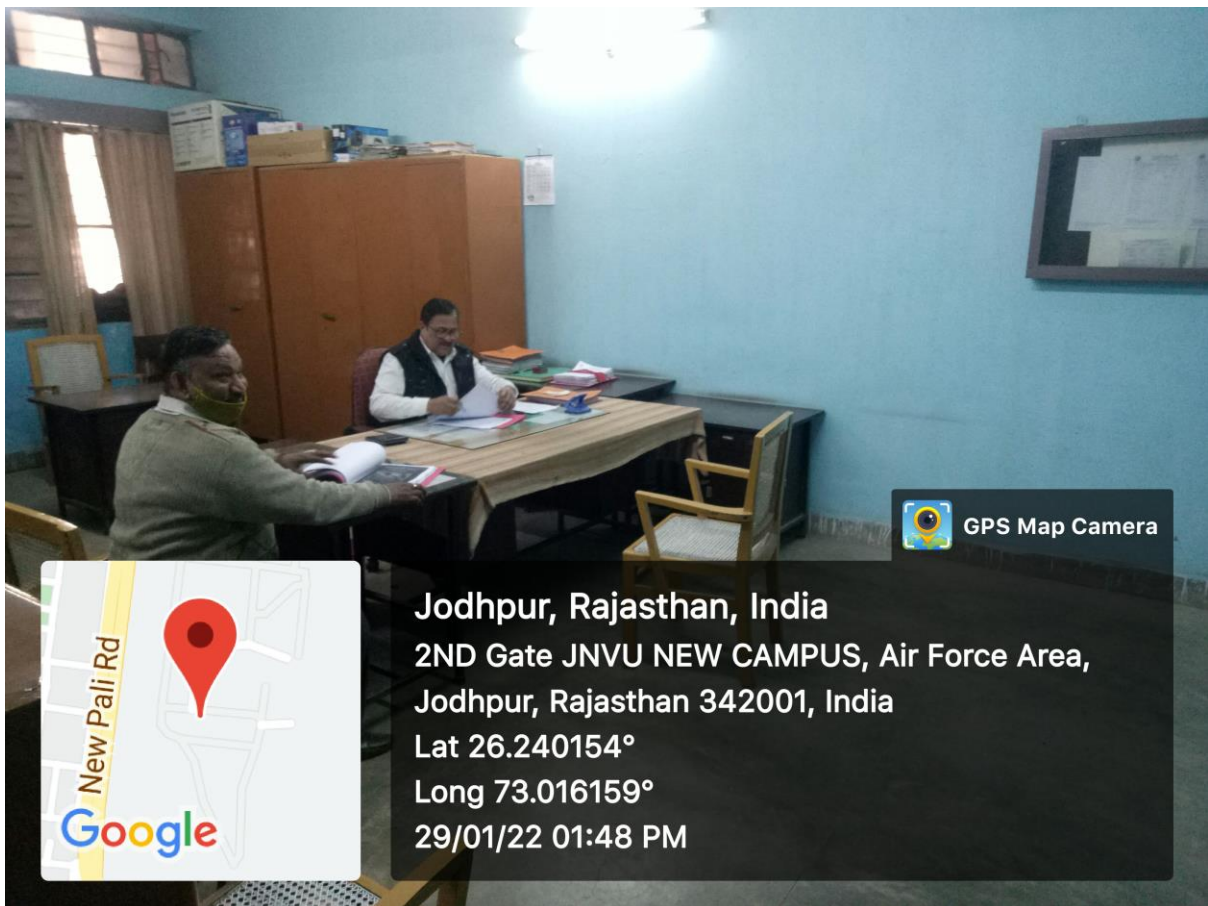 GPS Map Camera
Jodhpur, Rajasthan, India
2ND Gate JNVU NEW CAMPUS, Air Force Area,
Jodhpur, Rajasthan 342001, India
Lat 26.240154°
Long 73.016159°
29/01/22 01:48 PM
New Pali Rd
Google